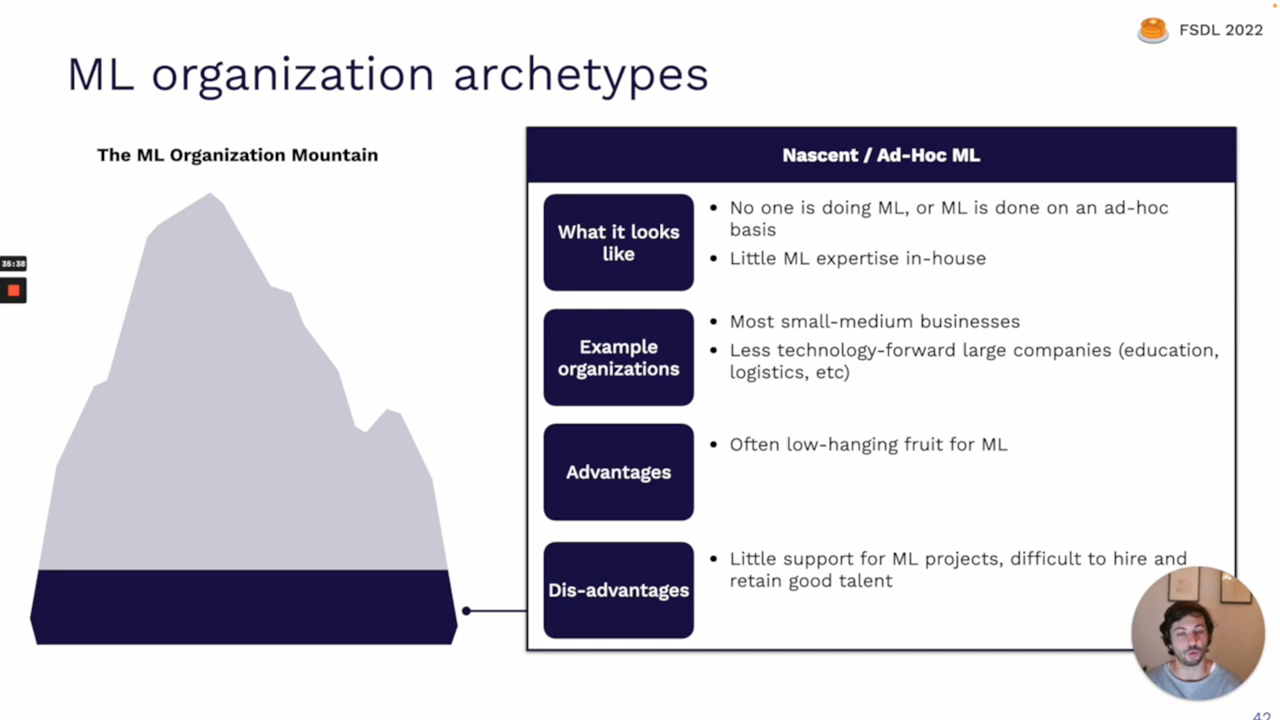 FSDL 2022
ML organization archetypes
The ML Organization Mountain
35:38
Nascent / Ad-Hoc ML
What it looks
like
• No one is doing ML, or ML is done on an ad-hoc
basis
• Little ML expertise in-house
Example
organizations
• Most small-medium businesses
• Less technology-forward large companies (education,
logistics, etc)
Advantages
• Often low-hanging fruit for ML
Dis-advantages
• Little support for ML projects, difficult to hire and
retain good talent
42